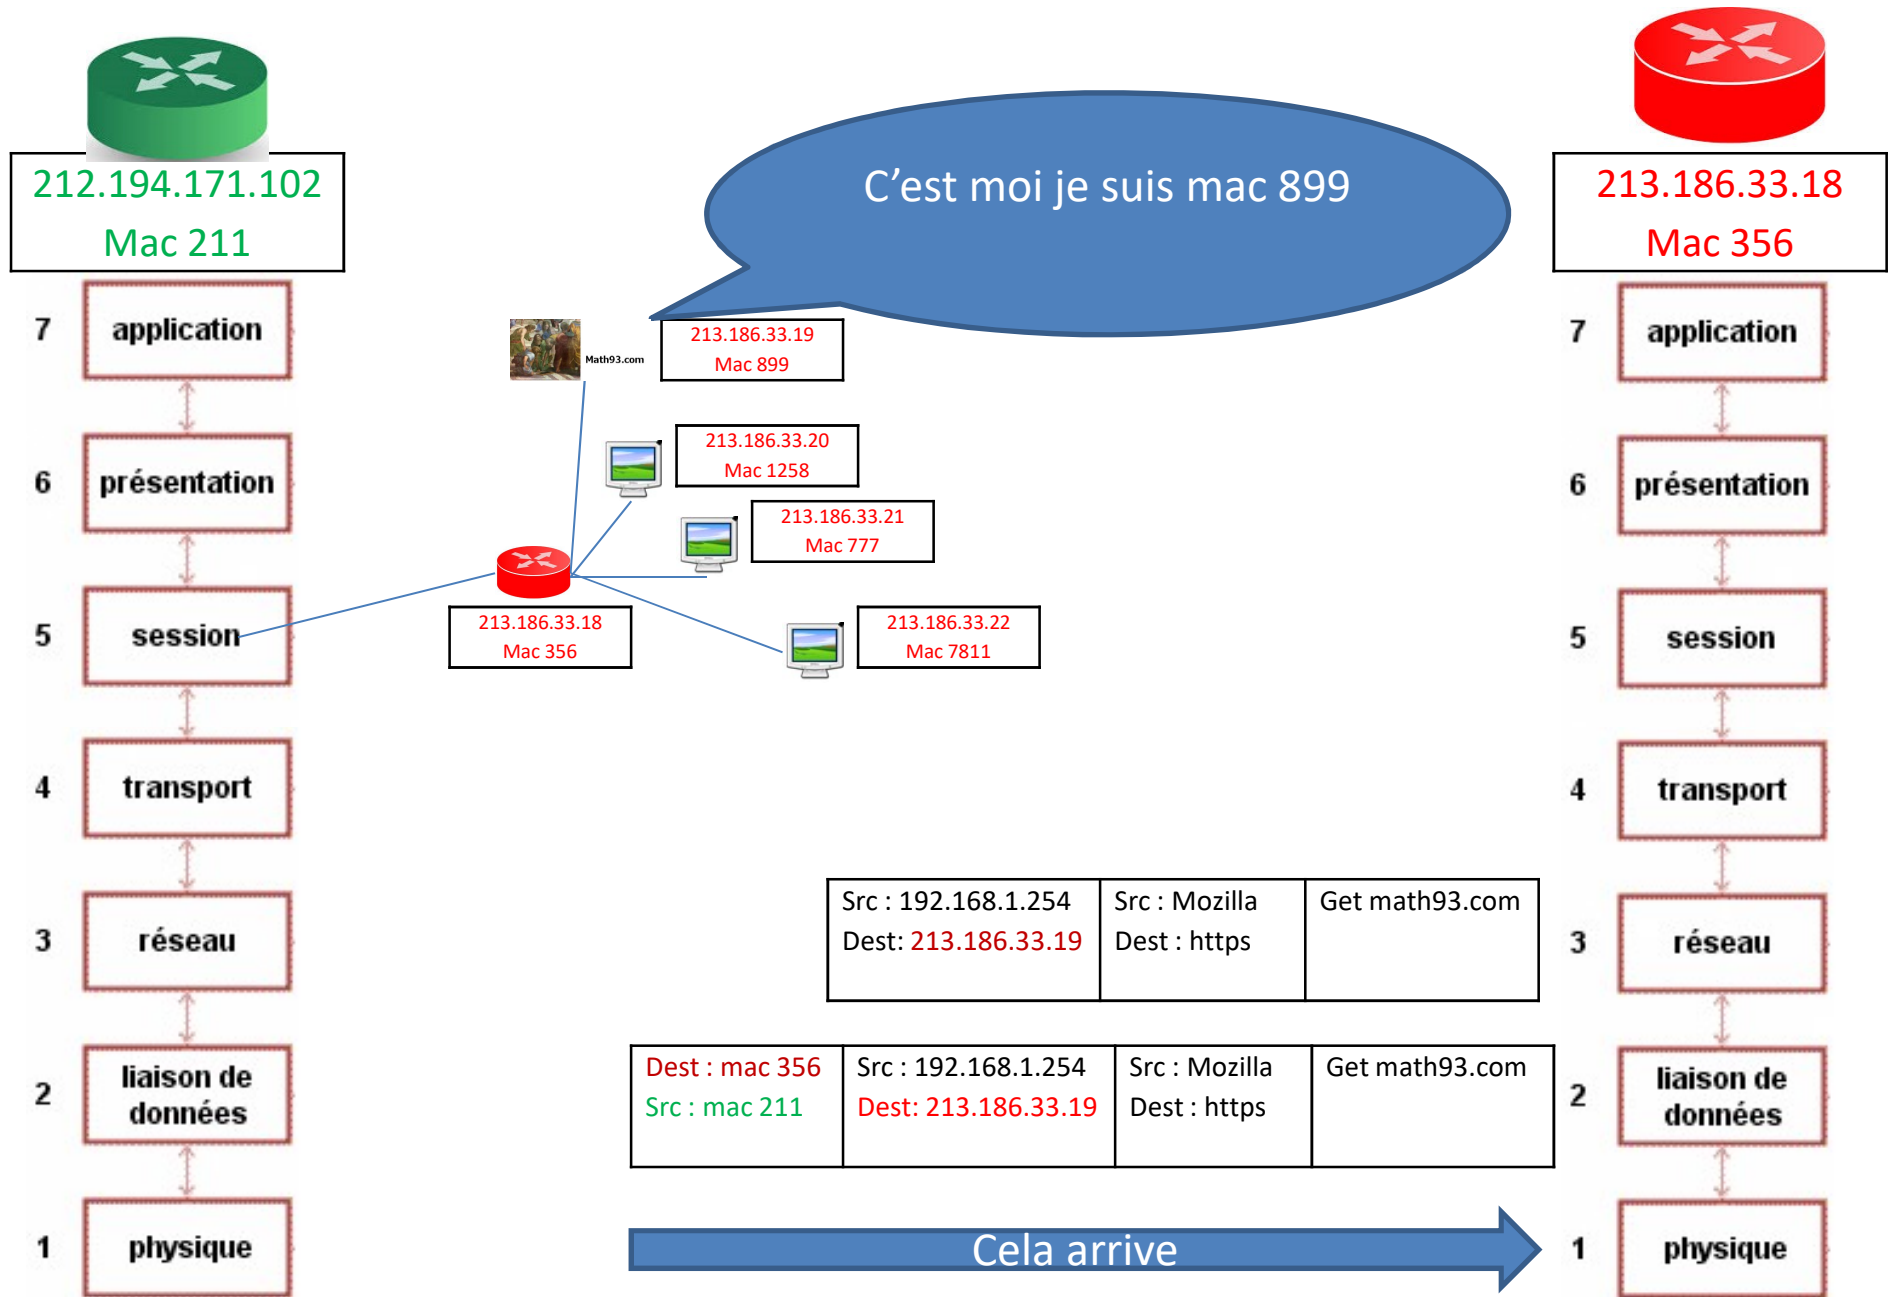 212.194.171.102
Mac 211
C'est moi je suis mac 899
213.186.33.18
Mac 356
7 application
6 présentation
5 session
4 transport
3 réseau
2 liaison de
données
1 physique
Math93.com
213.186.33.19
Mac 899
213.186.33.20
Mac 1258
213.186.33.21
Mac 777
213.186.33.18
Mac 356
213.186.33.22
Mac 7811
Src : 192.168.1.254 Src : Mozilla Get math93.com
Dest: 213.186.33.19 Dest : https
Dest : mac 356 Src : 192.168.1.254 Src : Mozilla Get math93.com
Src : mac 211 Dest: 213.186.33.19 Dest : https
Cela arrive
7 application
6 présentation
5 session
4 transport
3 réseau
2 liaison de
données
1 physique